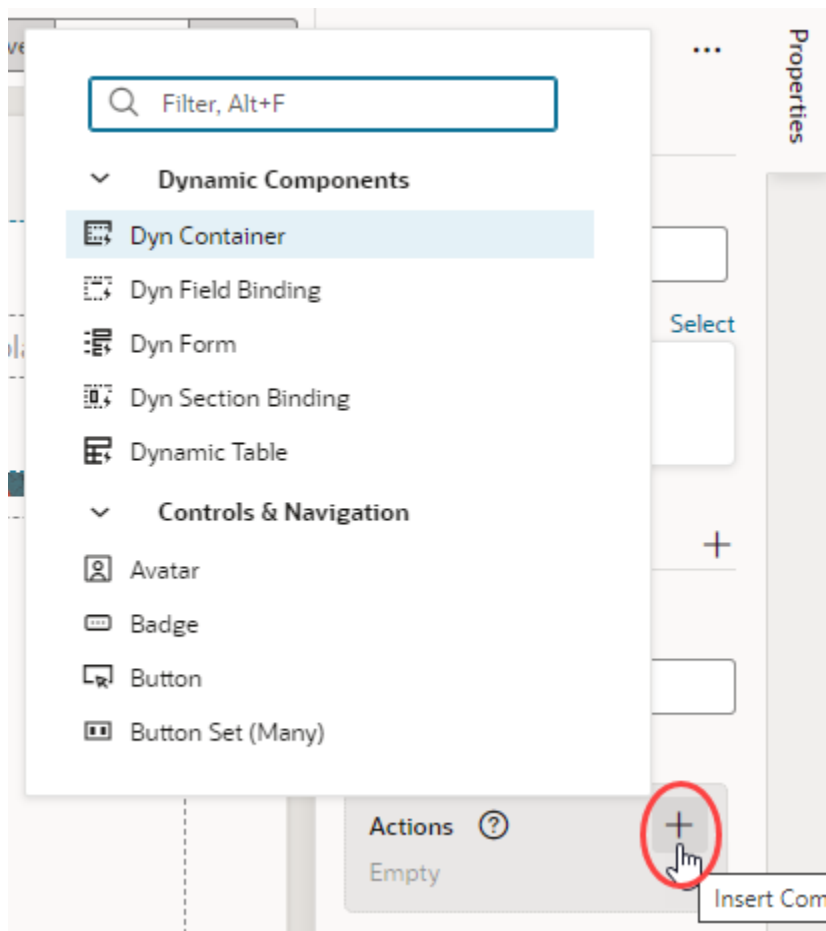 Properties
Filter, Alt+F
Dynamic Components
Dyn Container
Dyn Field Binding
Dyn Form
Select
Dyn Section Binding
Dynamic Table
Controls & Navigation
Avatar
Badge
Button
Button Set (Many)
Actions
Empty
Insert Com